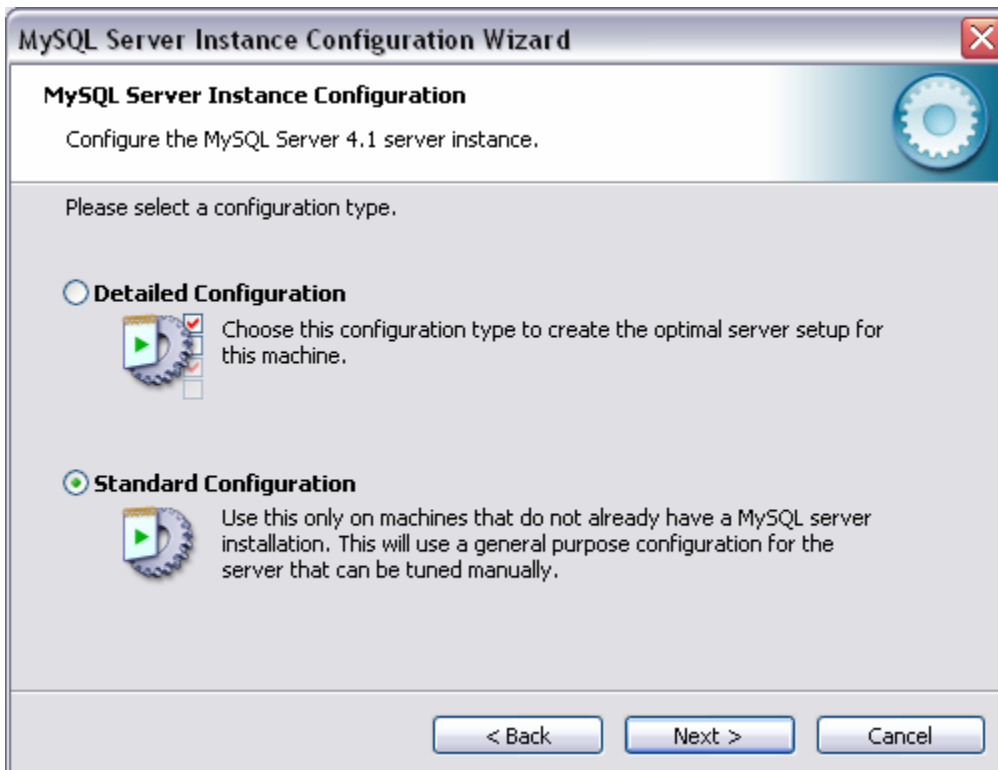 MySQL Server Instance Configuration Wizard
MySQL Server Instance Configuration
Configure the MySQL Server 4.1 server instance.
Please select a configuration type.
Detailed Configuration
Choose this configuration type to create the optimal server setup for
this machine.
Standard Configuration
Use this only on machines that do not already have a MySQL server
installation. This will use a general purpose configuration for the
server that can be tuned manually.
< Back
Next >
Cancel